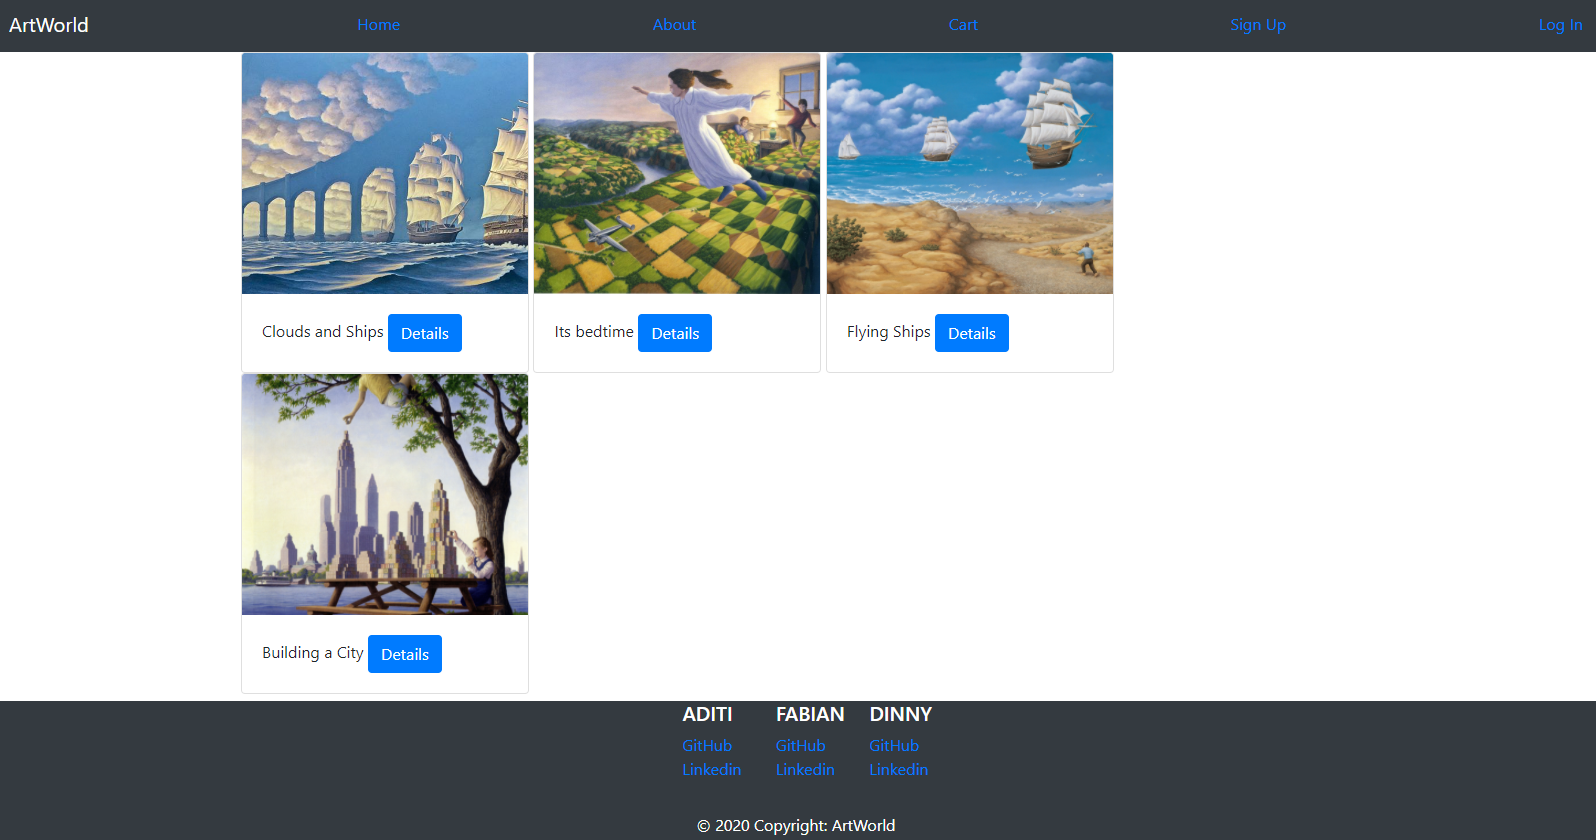 ArtWorld Home About Cart Sign Up Log In
Clouds and Ships Details
Its bedtime Details
Flying Ships Details
Building a City Details
ADITI FABIAN DINNY
GitHub GitHub GitHub
Linkedin Linkedin Linkedin
© 2020 Copyright: ArtWorld